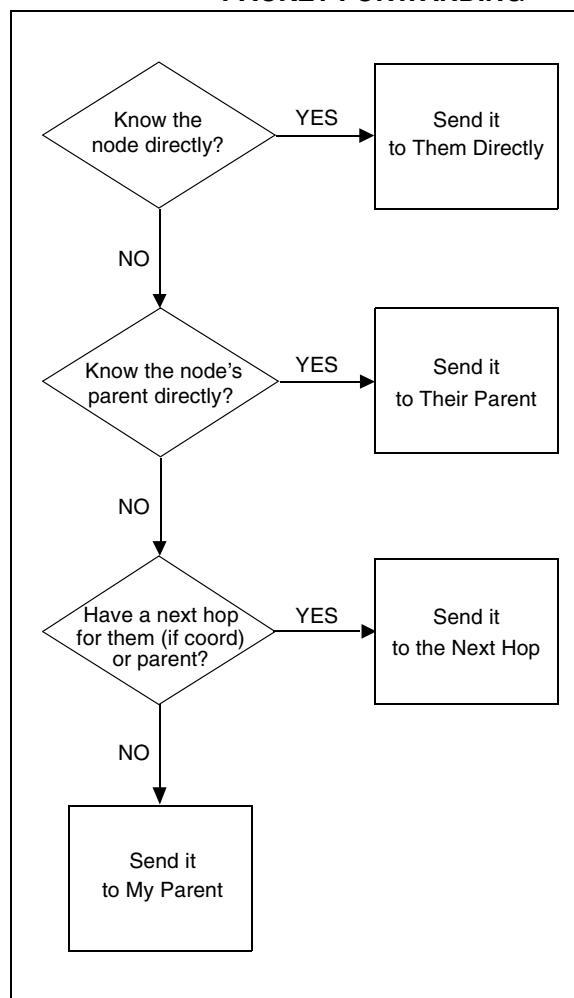 PACKET FORWARDING
Know the
node directly?
YES
Send it
to Them Directly
NO
Know the node's
parent directly?
YES
Send it
to Their Parent
NO
Have a next hop
for them (if coord)
or parent?
YES
Send it
to the Next Hop
NO
Send it
to My Parent